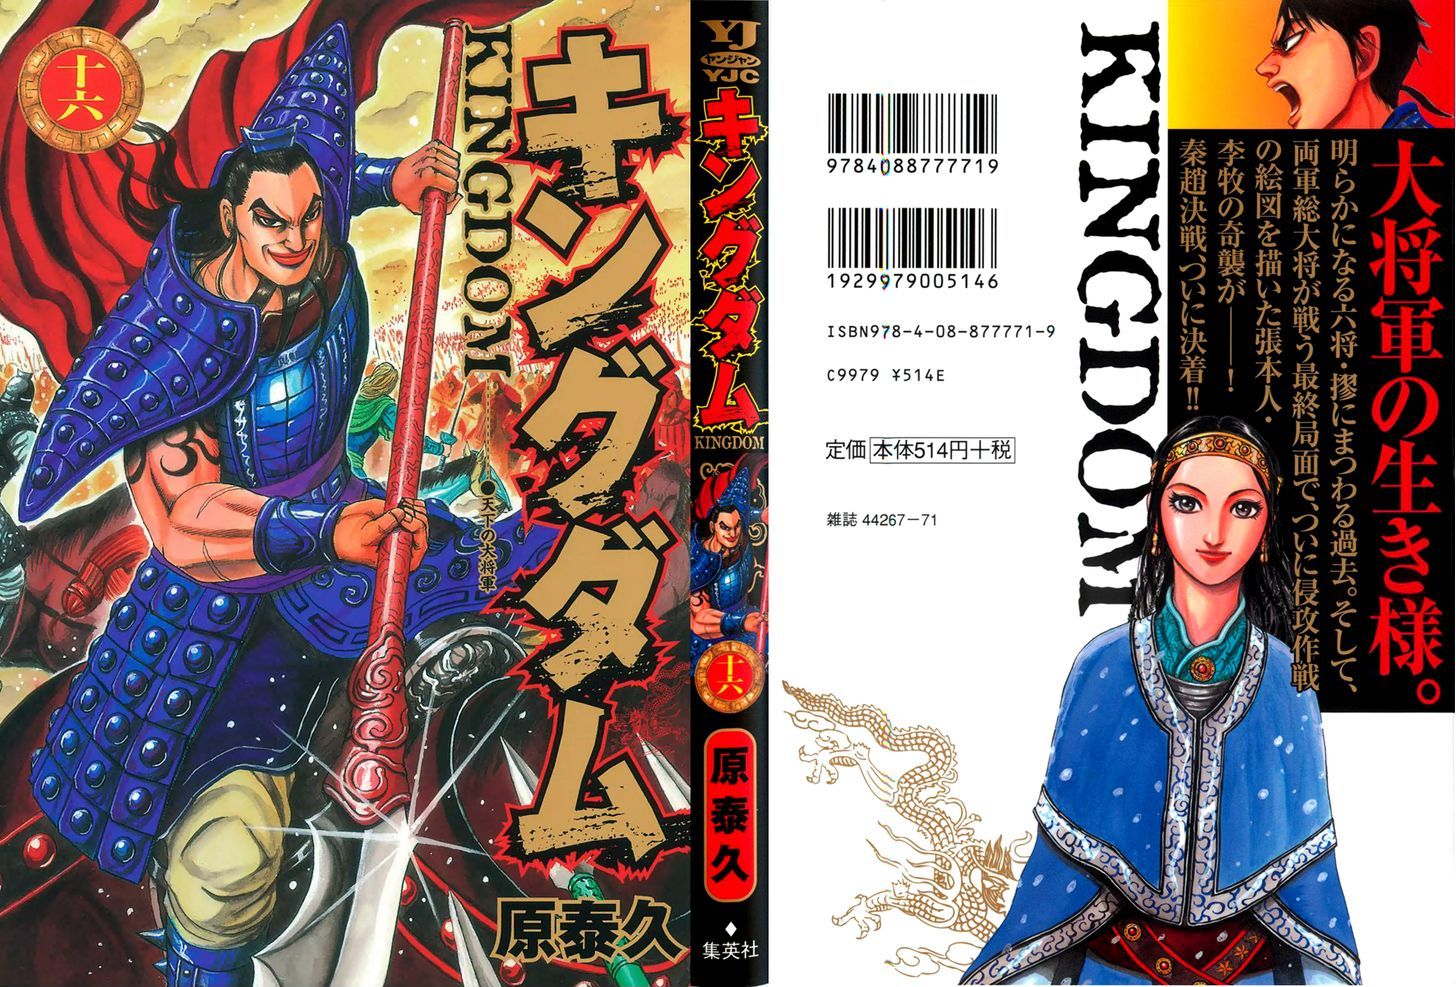 十六
キングダム
KINGDOM
●天下の大将軍
原泰久
YJ
ヤンジャン
YJC
キングダム
KINGDOM
十六
原泰久
集英社
9784088777719
1929979005146
ISBN978-4-08-877771-9
C9979 ¥514E
定価 本体514円+税
雑誌 44267-71
KINGDOM
大将軍の生き様。
明らかになる六将・摎にまつわる過去。そして、
両軍総大将が戦う最終局面で、ついに侵攻作戦
の絵図を描いた張本人・
李牧の奇襲が――!
秦趙決戦、ついに決着!!